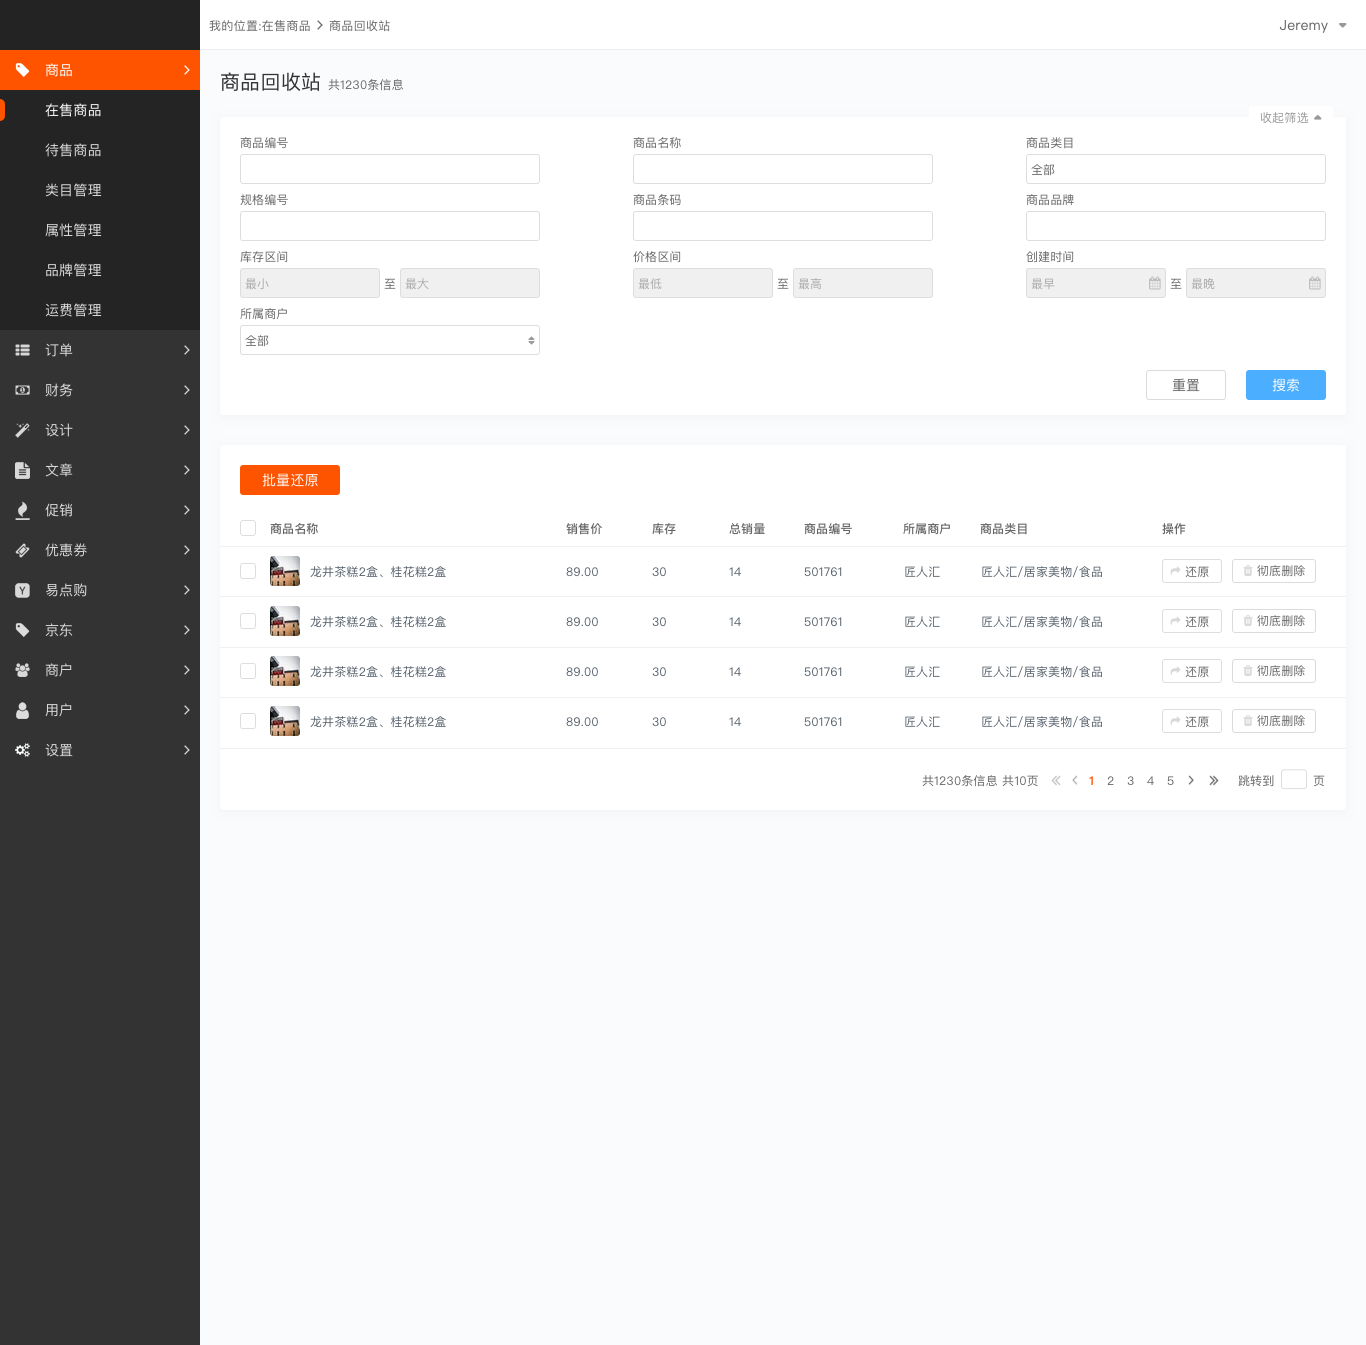 我的位置:在售商品 > 商品回收站
Jeremy
商品
在售商品
待售商品
类目管理
属性管理
品牌管理
运费管理
订单
财务
设计
文章
促销
优惠券
易点购
京东
商户
用户
设置
商品回收站 共1230条信息
收起筛选
商品编号 商品名称 商品类目
全部
规格编号 商品条码 商品品牌
库存区间 价格区间 创建时间
最小 至 最大 最低 至 最高 最早 至 最晚
所属商户
全部
重置 搜索
批量还原
商品名称 销售价 库存 总销量 商品编号 所属商户 商品类目 操作
龙井茶糕2盒、桂花糕2盒 89.00 30 14 501761 匠人汇 匠人汇/居家美物/食品 还原 彻底删除
龙井茶糕2盒、桂花糕2盒 89.00 30 14 501761 匠人汇 匠人汇/居家美物/食品 还原 彻底删除
龙井茶糕2盒、桂花糕2盒 89.00 30 14 501761 匠人汇 匠人汇/居家美物/食品 还原 彻底删除
龙井茶糕2盒、桂花糕2盒 89.00 30 14 501761 匠人汇 匠人汇/居家美物/食品 还原 彻底删除
共1230条信息 共10页 « ‹ 1 2 3 4 5 › » 跳转到 页